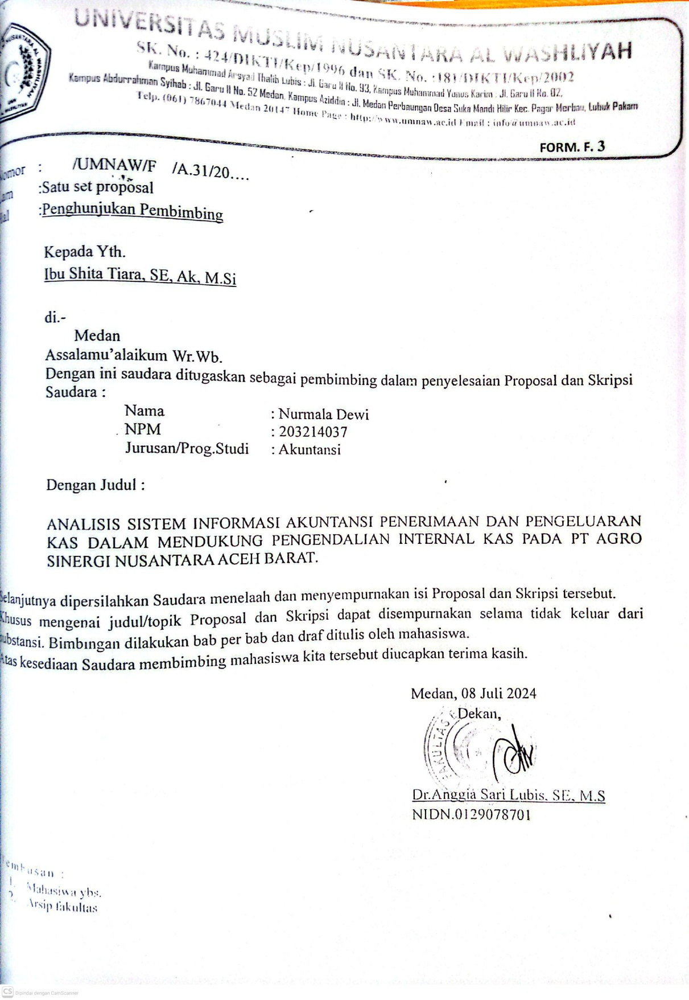 UNIVERSITAS MUSLIM NUSANTARA AL WASHLIYAH
SK. No. : 424/DIKTI/Kep/1996 dan SK. No. :181/DIKTI/Kep/2002
Kampus Muhammad Arsyad Thalib Lubis : Jl. Garu II No. 93, Kampus Muhammad Yunus Karim : Jl. Garu II No. 02,
Kampus Abdurrahman Syihab : Jl. Garu II No. 52 Medan, Kampus Aziddin : Jl. Medan Perbaungan Desa Suka Mandi Hilir Kec. Pagar Merbau, Lubuk Pakam
Telp. (061) 7867044 Medan 20147 Home Page : http://www.umnaw.ac.id Email : info@umnaw.ac.id
FORM. F. 3
omor : /UMNAW/F /A.31/20....
am :Satu set proposal
al :Penghunjukan Pembimbing
Kepada Yth.
Ibu Shita Tiara, SE, Ak, M.Si
di.-
Medan
Assalamu’alaikum Wr.Wb.
Dengan ini saudara ditugaskan sebagai pembimbing dalam penyelesaian Proposal dan Skripsi
Saudara :
Nama : Nurmala Dewi
NPM : 203214037
Jurusan/Prog.Studi : Akuntansi
Dengan Judul :
ANALISIS SISTEM INFORMASI AKUNTANSI PENERIMAAN DAN PENGELUARAN
KAS DALAM MENDUKUNG PENGENDALIAN INTERNAL KAS PADA PT AGRO
SINERGI NUSANTARA ACEH BARAT.
Selanjutnya dipersilahkan Saudara menelaah dan menyempurnakan isi Proposal dan Skripsi tersebut.
Khusus mengenai judul/topik Proposal dan Skripsi dapat disempurnakan selama tidak keluar dari
substansi. Bimbingan dilakukan bab per bab dan draf ditulis oleh mahasiswa.
Atas kesediaan Saudara membimbing mahasiswa kita tersebut diucapkan terima kasih.
Medan, 08 Juli 2024
Dekan,
FAKULTAS
Dr.Anggia Sari Lubis, SE, M.S
NIDN.0129078701
Tembusan :
1. Mahasiwa ybs.
2. Arsip fakultas
CS Dipindai dengan CamScanner